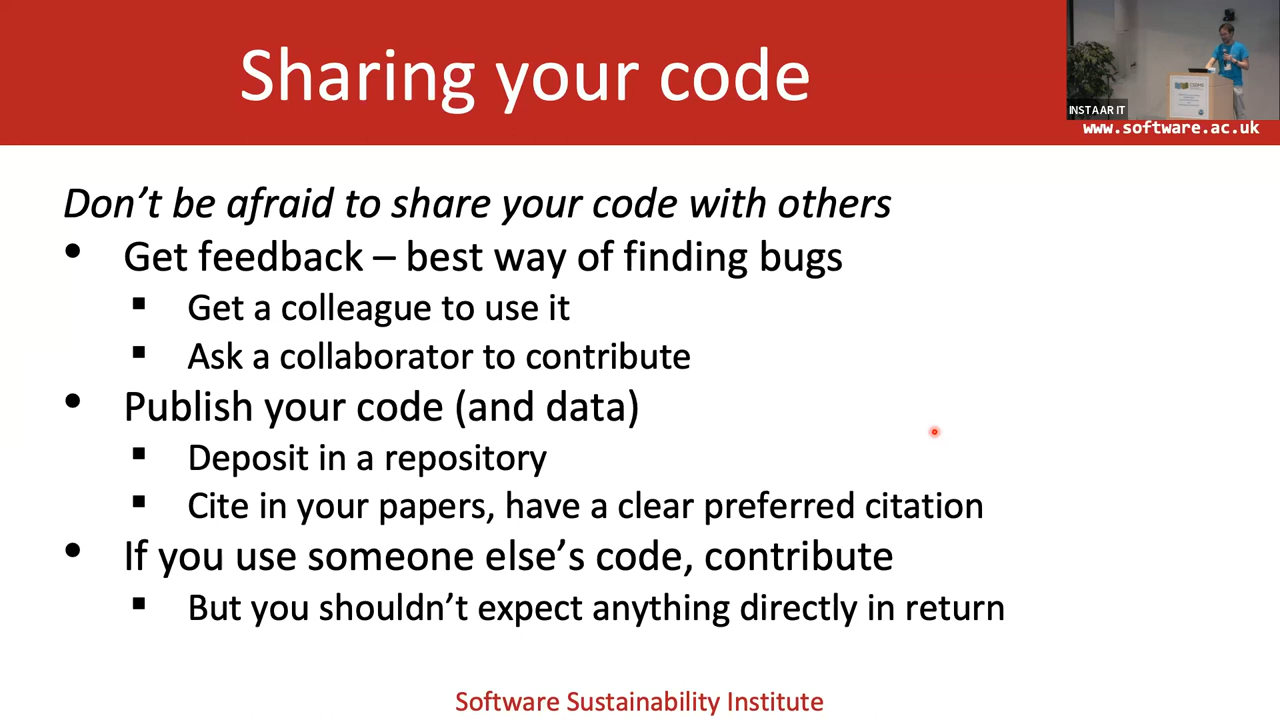 Sharing your code
INSTAAR IT
www.software.ac.uk
Don’t be afraid to share your code with others
• Get feedback – best way of finding bugs
▪ Get a colleague to use it
▪ Ask a collaborator to contribute
• Publish your code (and data)
▪ Deposit in a repository
▪ Cite in your papers, have a clear preferred citation
• If you use someone else’s code, contribute
▪ But you shouldn’t expect anything directly in return
Software Sustainability Institute